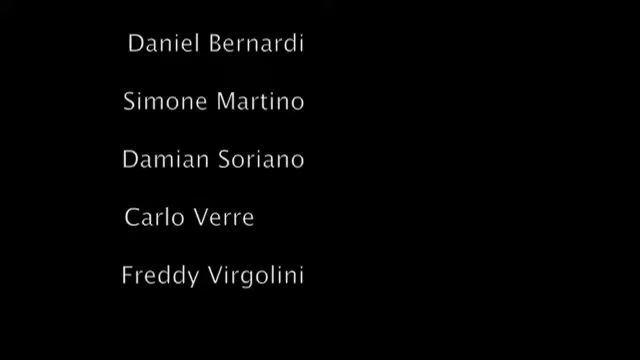 Daniel Bernardi
Simone Martino
Damian Soriano
Carlo Verre
Freddy Virgolini